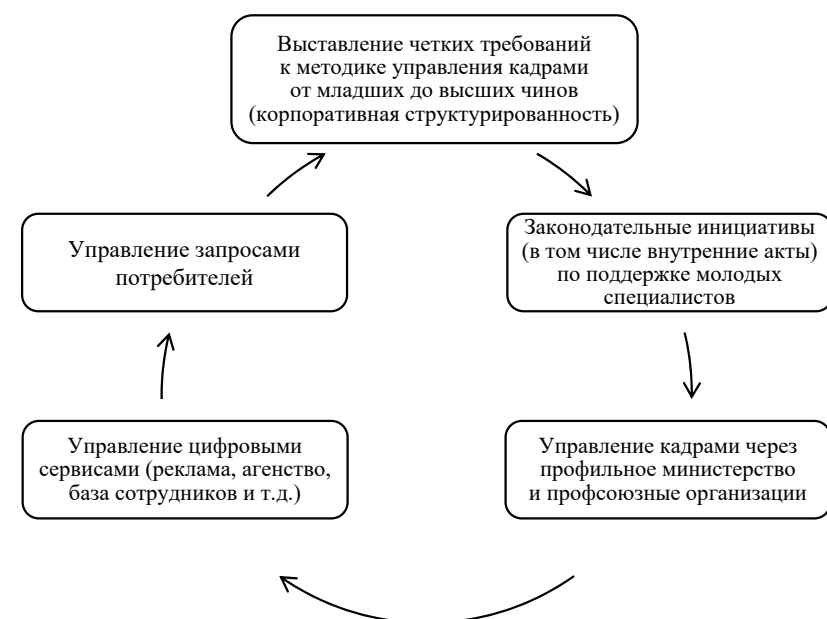 Выставление четких требований
к методике управления кадрами
от младших до высших чинов
(корпоративная структурированность)
Законодательные инициативы
(в том числе внутренние акты)
по поддержке молодых
специалистов
Управление кадрами через
профильное министерство
и профсоюзные организации
Управление цифровыми
сервисами (реклама, агенство,
база сотрудников и т.д.)
Управление запросами
потребителей